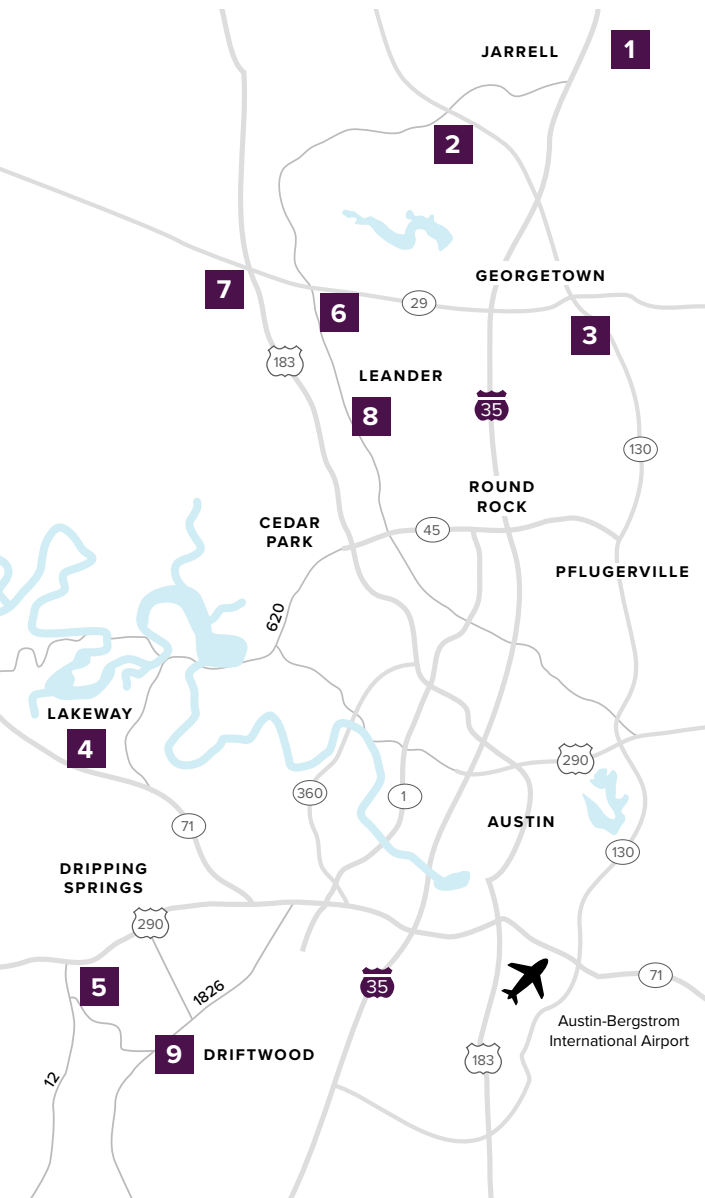 JARRELL
1
2
GEORGETOWN
7
6
29
3
183
LEANDER
8
35
130
ROUND
ROCK
CEDAR
PARK
45
PFLUGERVILLE
620
LAKEWAY
4
290
360
1
71
AUSTIN
130
DRIPPING
SPRINGS
290
5
1826
35
71
Austin-Bergstrom
International Airport
9
DRIFTWOOD
183
12